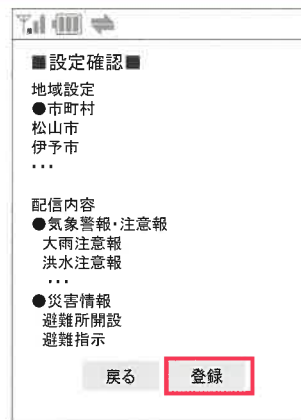 ■設定確認■
地域設定
●市町村
松山市
伊予市
･･･
配信内容
●気象警報･注意報
大雨注意報
洪水注意報
･･･
●災害情報
避難所開設
避難指示
戻る 登録